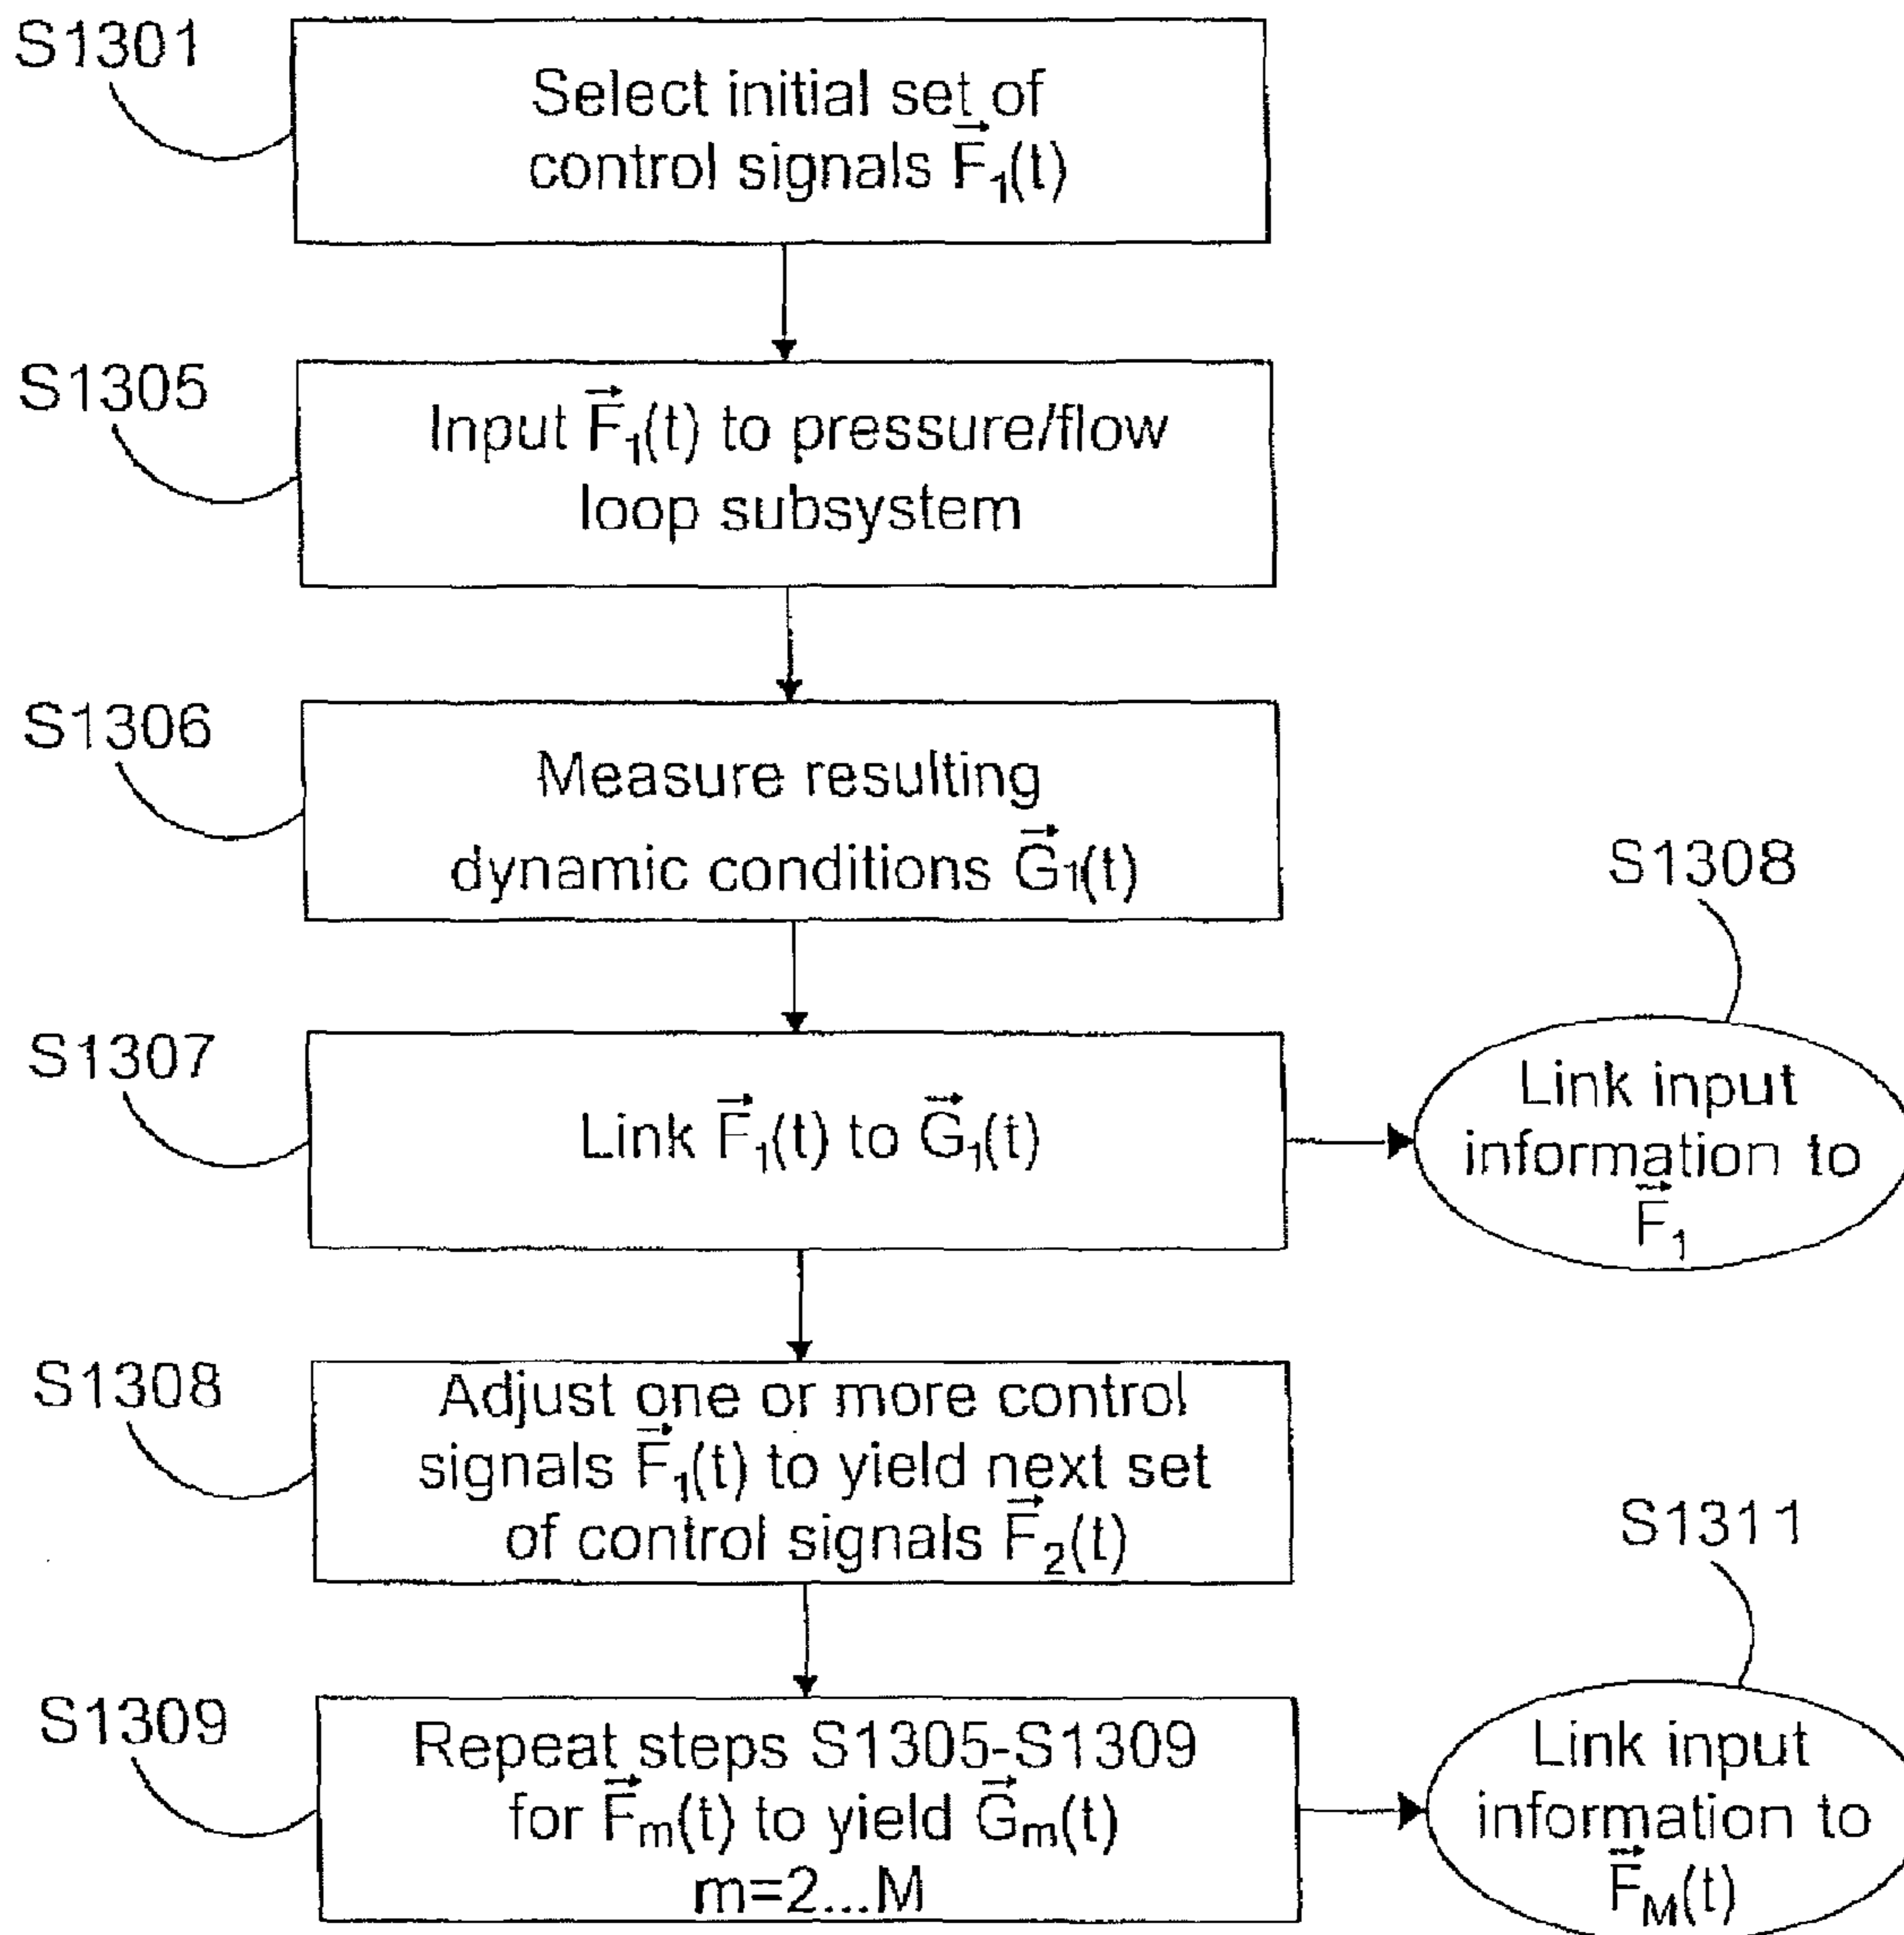 S1301
Select initial set of
control signals F⃗₁(t)
S1305
Input F⃗₁(t) to pressure/flow
loop subsystem
S1306
Measure resulting
dynamic conditions G⃗₁(t)
S1307
Link F⃗₁(t) to G⃗₁(t)
S1308
Link input
information to
F⃗₁
S1308
Adjust one or more control
signals F⃗₁(t) to yield next set
of control signals F⃗₂(t)
S1309
Repeat steps S1305-S1309
for F⃗ₘ(t) to yield G⃗ₘ(t)
m=2...M
S1311
Link input
information to
F⃗_M(t)